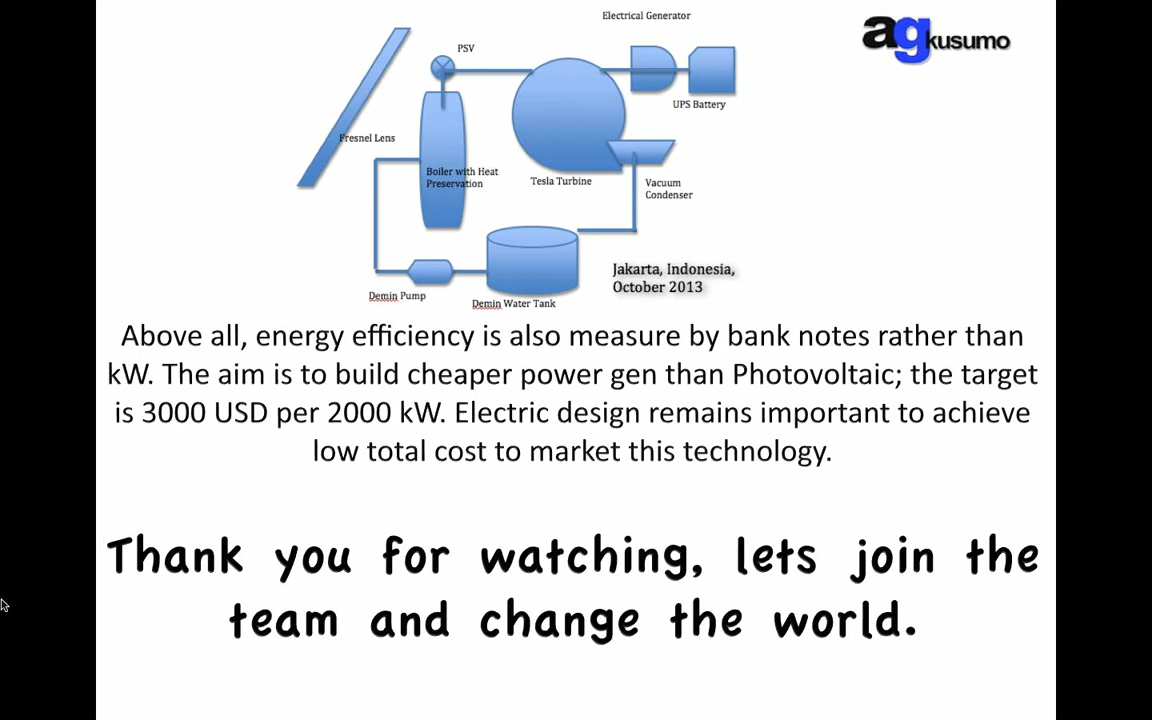 Electrical Generator
agkusumo
PSV
UPS Battery
Fresnel Lens
Boiler with Heat
Preservation
Tesla Turbine
Vacuum
Condenser
Jakarta, Indonesia,
October 2013
Demin Pump
Demin Water Tank
Above all, energy efficiency is also measure by bank notes rather than
kW. The aim is to build cheaper power gen than Photovoltaic; the target
is 3000 USD per 2000 kW. Electric design remains important to achieve
low total cost to market this technology.
Thank you for watching, lets join the
team and change the world.